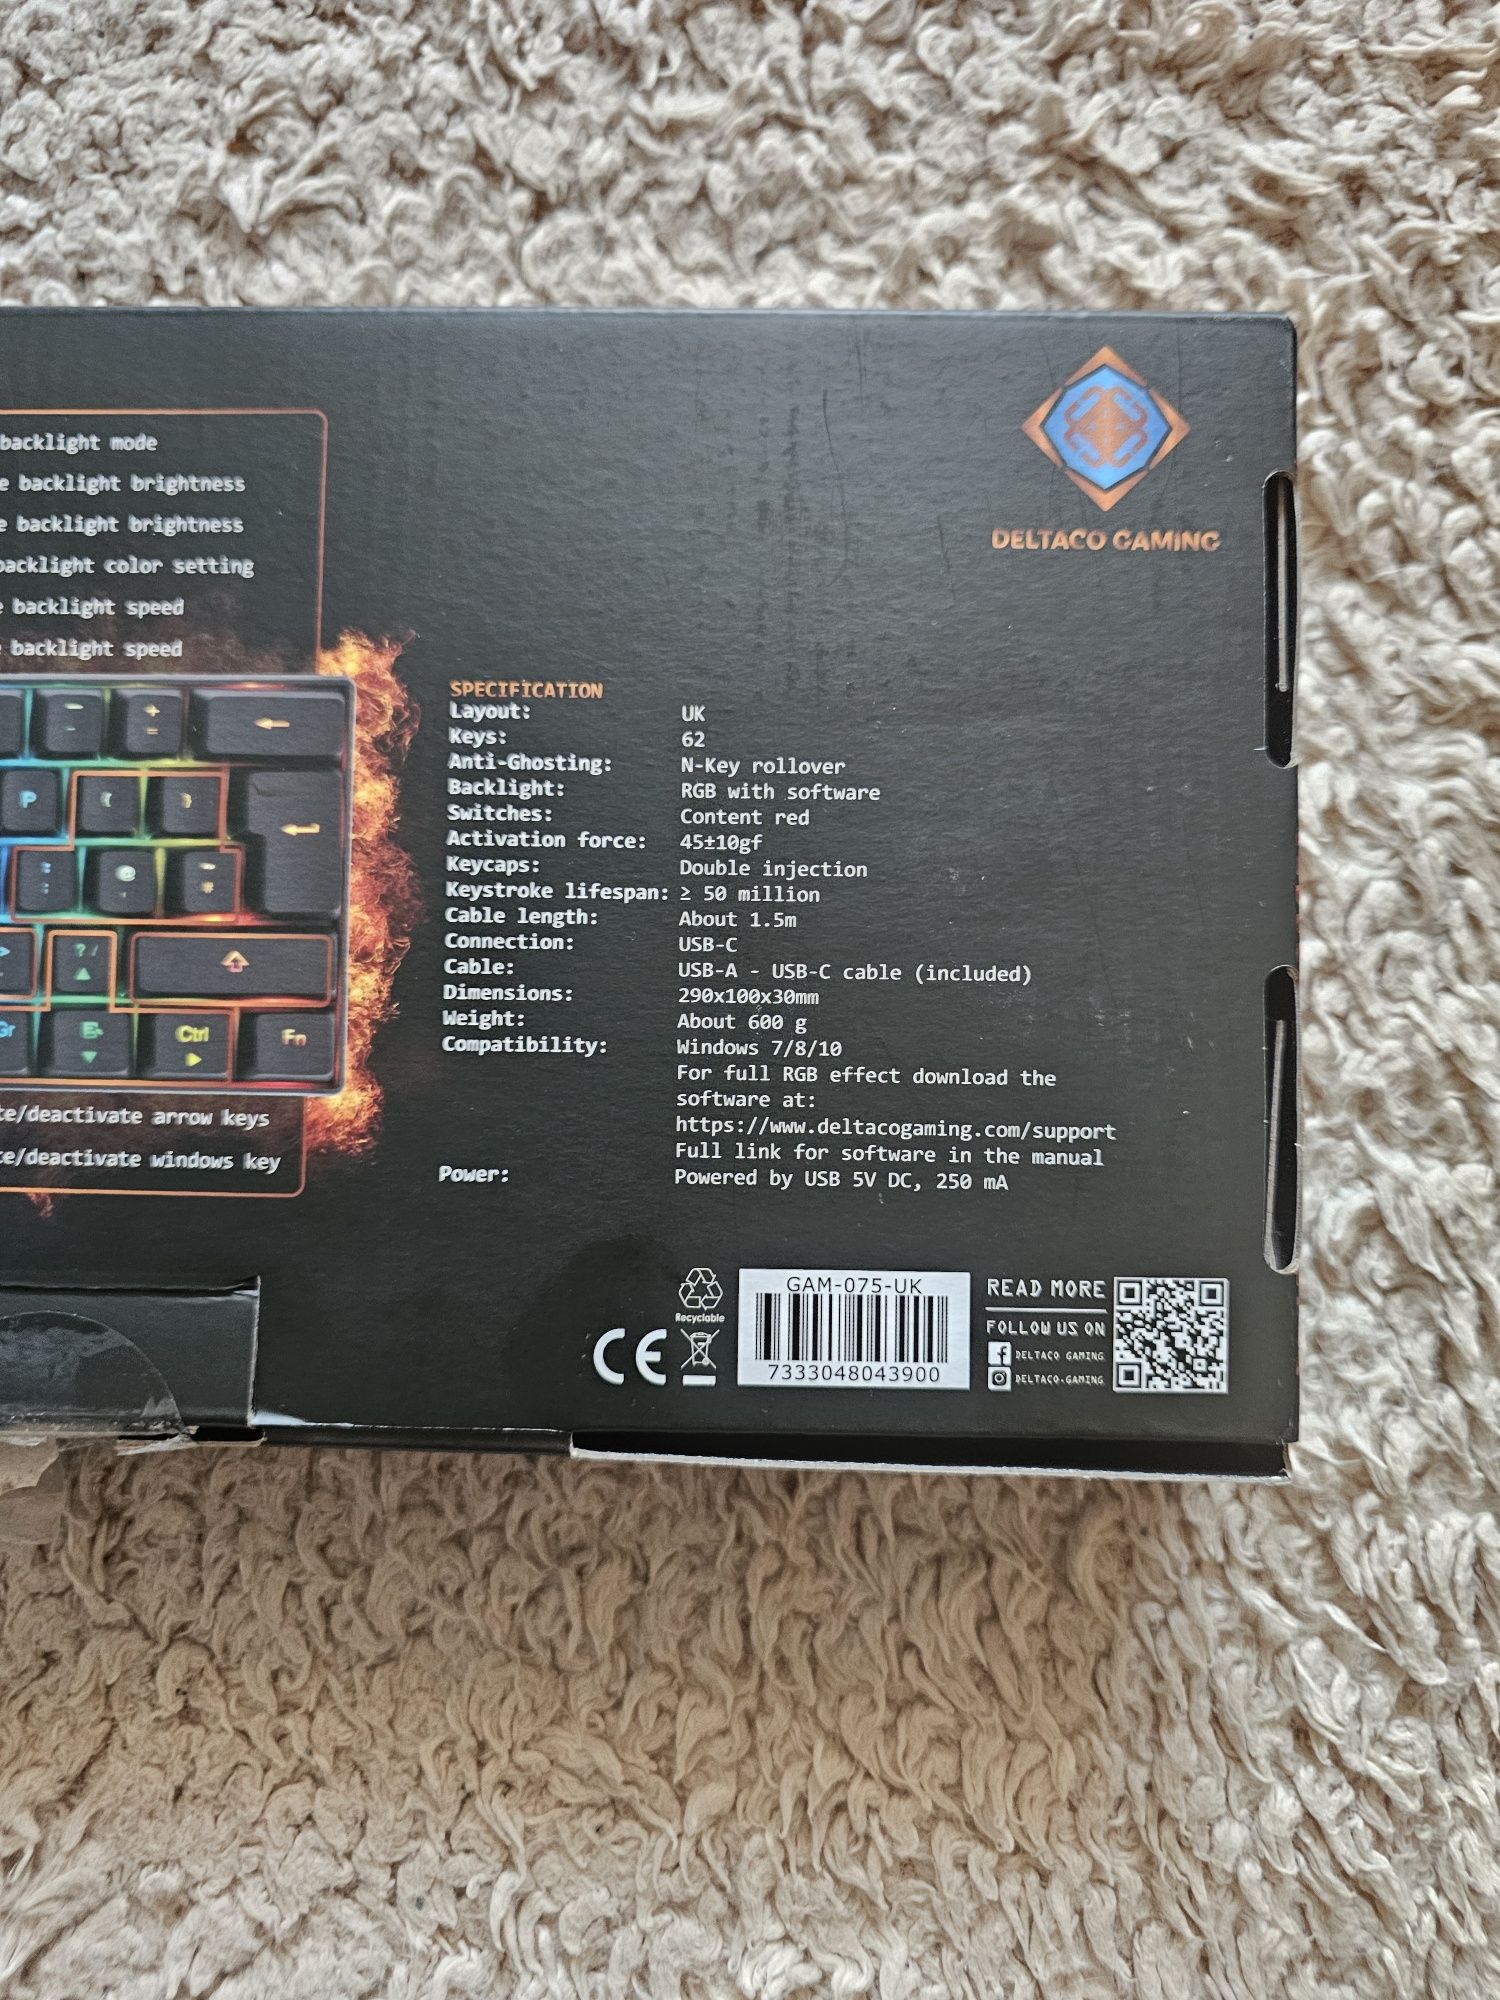 backlight mode
backlight brightness
backlight brightness
backlight color setting
backlight speed
backlight speed
DELTACO GAMING
SPECIFICATION
Layout: UK
Keys: 62
Anti-Ghosting: N-Key rollover
Backlight: RGB with software
Switches: Content red
Activation force: 45±10gf
Keycaps: Double injection
Keystroke lifespan: ≥ 50 million
Cable length: About 1.5m
Connection: USB-C
Cable: USB-A - USB-C cable (included)
Dimensions: 290x100x30mm
Weight: About 600 g
Compatibility: Windows 7/8/10
For full RGB effect download the
software at:
https://www.deltacogaming.com/support
Full link for software in the manual
Power: Powered by USB 5V DC, 250 mA
P
Ctrl
Fn
te/deactivate arrow keys
te/deactivate windows key
Recyclable
CE
GAM-075-UK
7333048043900
READ MORE
FOLLOW US ON
DELTACO GAMING
DELTACO.GAMING